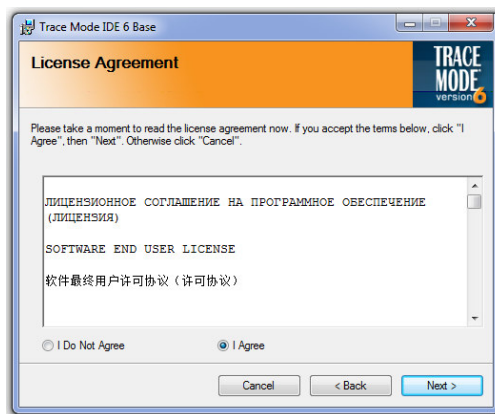 Trace Mode IDE 6 Base
License Agreement
TRACE
MODE
version 6
Please take a moment to read the license agreement now. If you accept the terms below, click "I
Agree", then "Next". Otherwise click "Cancel".
ЛИЦЕНЗИОННОЕ СОГЛАШЕНИЕ НА ПРОГРАММНОЕ ОБЕСПЕЧЕНИЕ
(ЛИЦЕНЗИЯ)
SOFTWARE END USER LICENSE
软件最终用户许可协议（许可协议）
I Do Not Agree
I Agree
Cancel
< Back
Next >